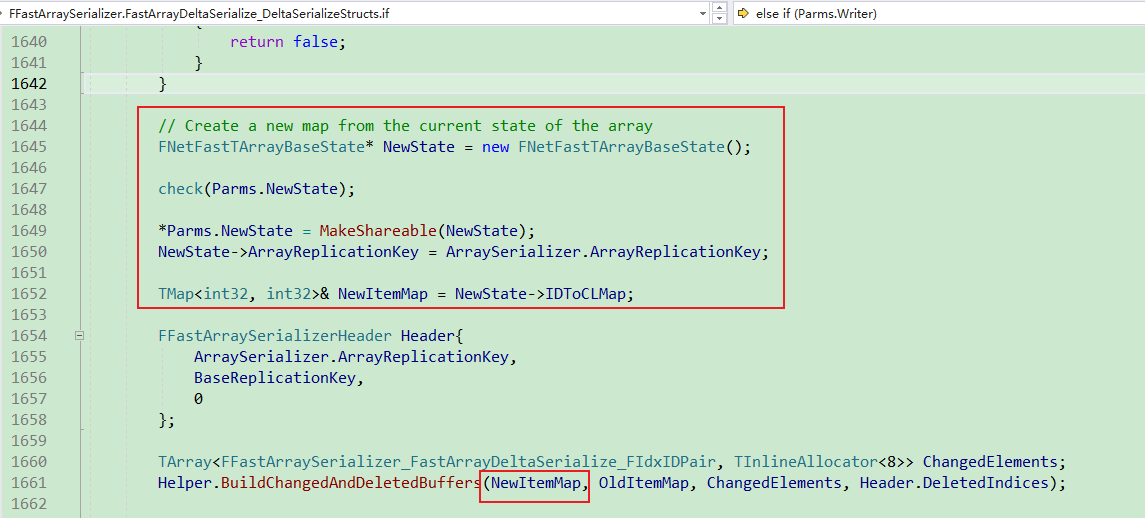 FFastArraySerializer.FastArrayDeltaSerialize_DeltaSerializeStructs.if
else if (Parms.Writer)
1640 {
return false;
1641 }
1642 }
1643
1644 // Create a new map from the current state of the array
1645 FNetFastTArrayBaseState* NewState = new FNetFastTArrayBaseState();
1646
1647 check(Parms.NewState);
1648
1649 *Parms.NewState = MakeShareable(NewState);
1650 NewState->ArrayReplicationKey = ArraySerializer.ArrayReplicationKey;
1651
1652 TMap<int32, int32>& NewItemMap = NewState->IDToCLMap;
1653
1654 FFastArraySerializerHeader Header{
1655 ArraySerializer.ArrayReplicationKey,
1656 BaseReplicationKey,
1657 0
1658 };
1659
1660 TArray<FFastArraySerializer_FastArrayDeltaSerialize_FIdxIDPair, TInlineAllocator<8>> ChangedElements;
1661 Helper.BuildChangedAndDeletedBuffers(NewItemMap, OldItemMap, ChangedElements, Header.DeletedIndices);
1662